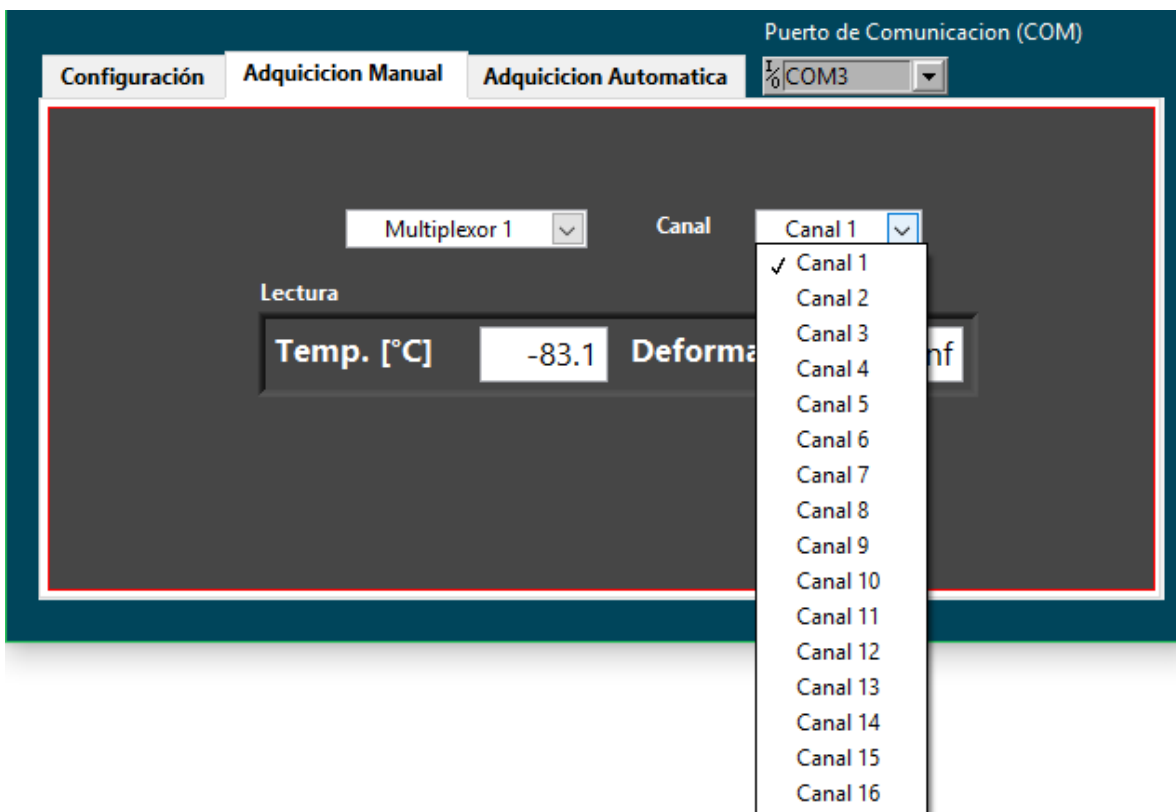 Puerto de Comunicacion (COM)
Configuración Adquicicion Manual Adquicicion Automatica I/O COM3
Multiplexor 1 Canal Canal 1
✓ Canal 1
Canal 2
Lectura
Canal 3
Temp. [°C] -83.1 Deforma nf
Canal 4
Canal 5
Canal 6
Canal 7
Canal 8
Canal 9
Canal 10
Canal 11
Canal 12
Canal 13
Canal 14
Canal 15
Canal 16